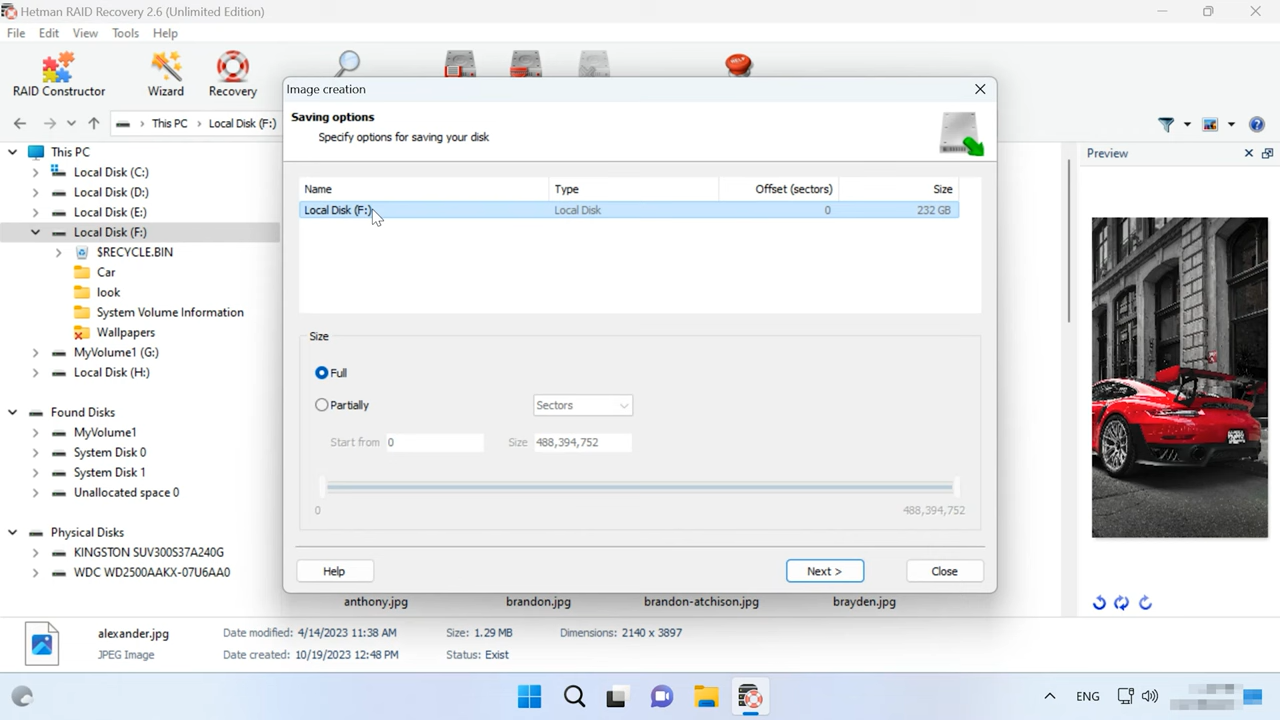 Hetman RAID Recovery 2.6 (Unlimited Edition)
File Edit View Tools Help
RAID Constructor Wizard Recovery
This PC > Local Disk (F:)
This PC
Local Disk (C:)
Local Disk (D:)
Local Disk (E:)
Local Disk (F:)
$RECYCLE.BIN
Car
look
System Volume Information
Wallpapers
MyVolume1 (G:)
Local Disk (H:)
Found Disks
MyVolume1
System Disk 0
System Disk 1
Unallocated space 0
Physical Disks
KINGSTON SUV300S37A240G
WDC WD2500AAKX-07U6AA0
Image creation
Saving options
Specify options for saving your disk
Name Type Offset (sectors) Size
Local Disk (F:) Local Disk 0 232 GB
Size
Full
Partially Sectors
Start from 0 Size 488,394,752
0 488,394,752
Help Next > Close
Preview
HELP
anthony.jpg brandon.jpg brandon-atchison.jpg brayden.jpg
alexander.jpg Date modified: 4/14/2023 11:38 AM Size: 1.29 MB Dimensions: 2140 x 3897
JPEG Image Date created: 10/19/2023 12:48 PM Status: Exist
ENG